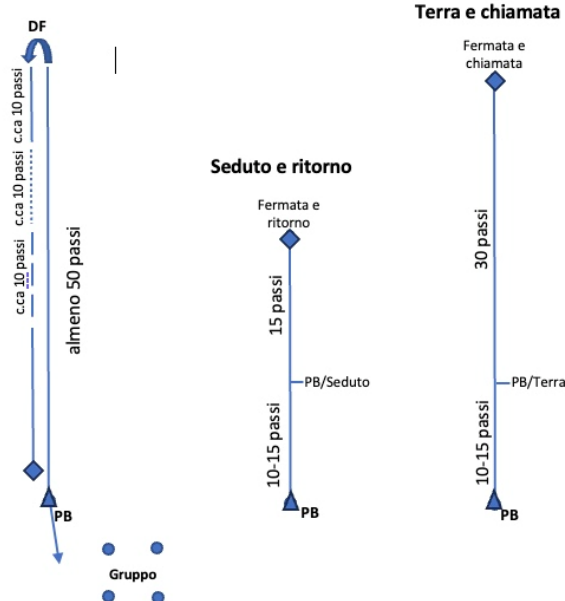 DF
c.ca 10 passi
c.ca 10 passi
c.ca 10 passi
almeno 50 passi
PB
Gruppo
Seduto e ritorno
Fermata e
ritorno
15 passi
PB/Seduto
10-15 passi
PB
Terra e chiamata
Fermata e
chiamata
30 passi
PB/Terra
10-15 passi
PB